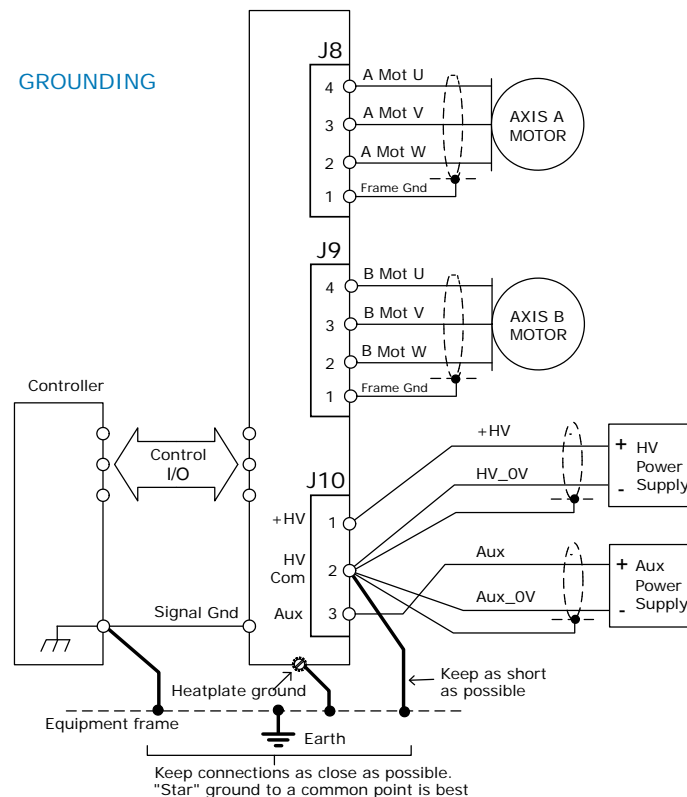 GROUNDING
J8
4
A Mot U
3
A Mot V
2
A Mot W
1
Frame Gnd
AXIS A
MOTOR
J9
4
B Mot U
3
B Mot V
2
B Mot W
1
Frame Gnd
AXIS B
MOTOR
Controller
Control
I/O
J10
+HV
1
HV
Com
2
Aux
3
+HV
HV_0V
+
-
HV
Power
Supply
Aux
Aux_0V
+
-
Aux
Power
Supply
Signal Gnd
Heatplate ground
Keep as short
as possible
Equipment frame
Earth
Keep connections as close as possible.
"Star" ground to a common point is best